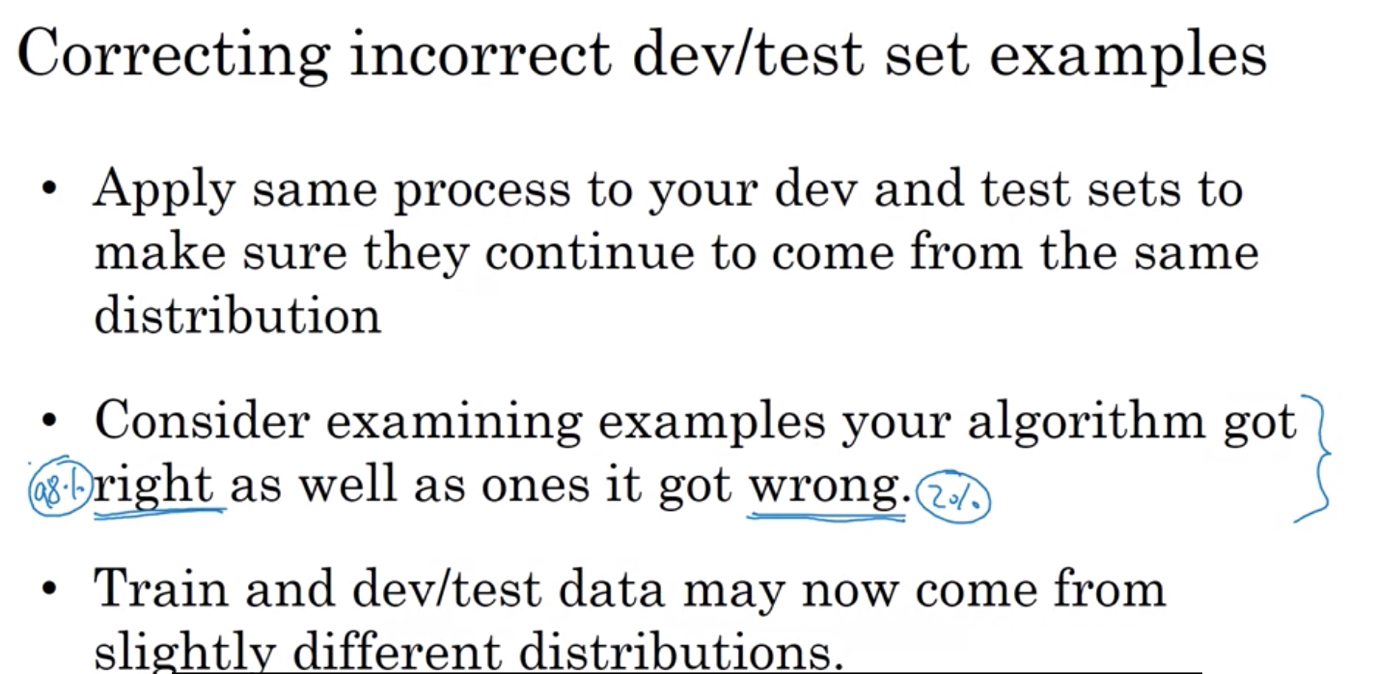 Correcting incorrect dev/test set examples
• Apply same process to your dev and test sets to
make sure they continue to come from the same
distribution
• Consider examining examples your algorithm got
98% right as well as ones it got wrong. 2%
• Train and dev/test data may now come from
slightly different distributions.